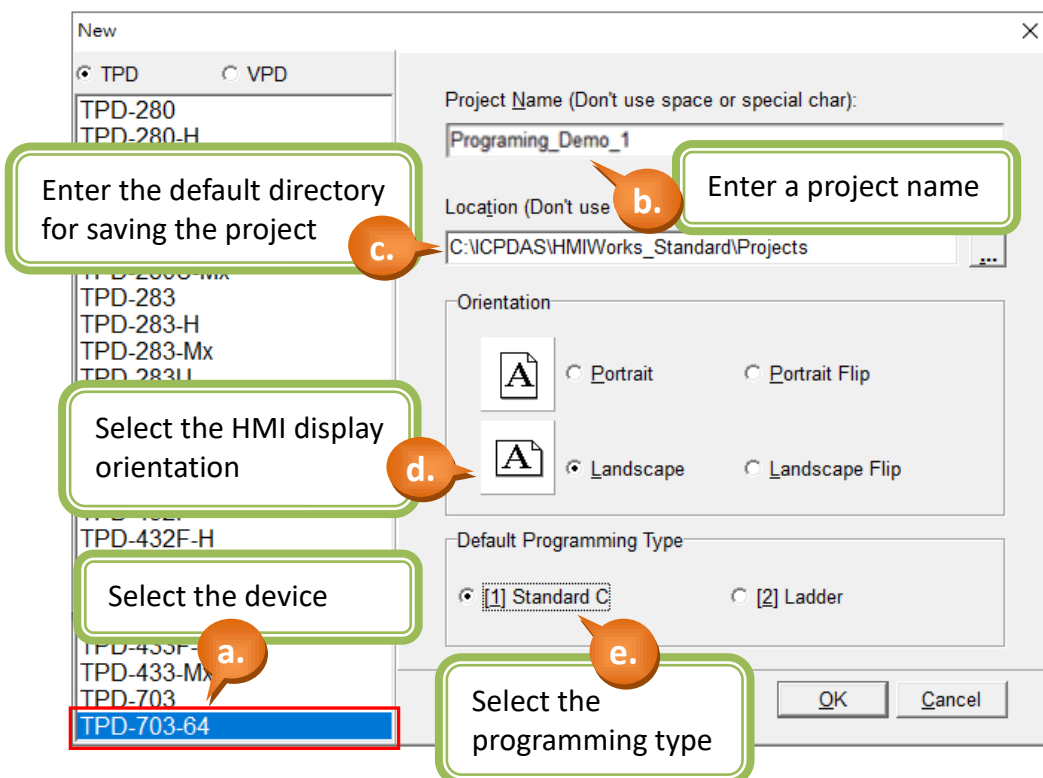 New
TPD VPD
TPD-280
TPD-280-H
Enter the default directory
for saving the project
c.
TPD-283
TPD-283-H
TPD-283-Mx
TPD-283U
Select the HMI display
orientation
d.
TPD-432F-H
Select the device
a.
TPD-433-Mx
TPD-703
TPD-703-64
Project Name (Don't use space or special char):
Programing_Demo_1
b.
Enter a project name
Location (Don't use
C:\ICPDAS\HMIWorks_Standard\Projects
...
Orientation
A Portrait Portrait Flip
A Landscape Landscape Flip
Default Programming Type
[1] Standard C [2] Ladder
e.
Select the
programming type
OK Cancel